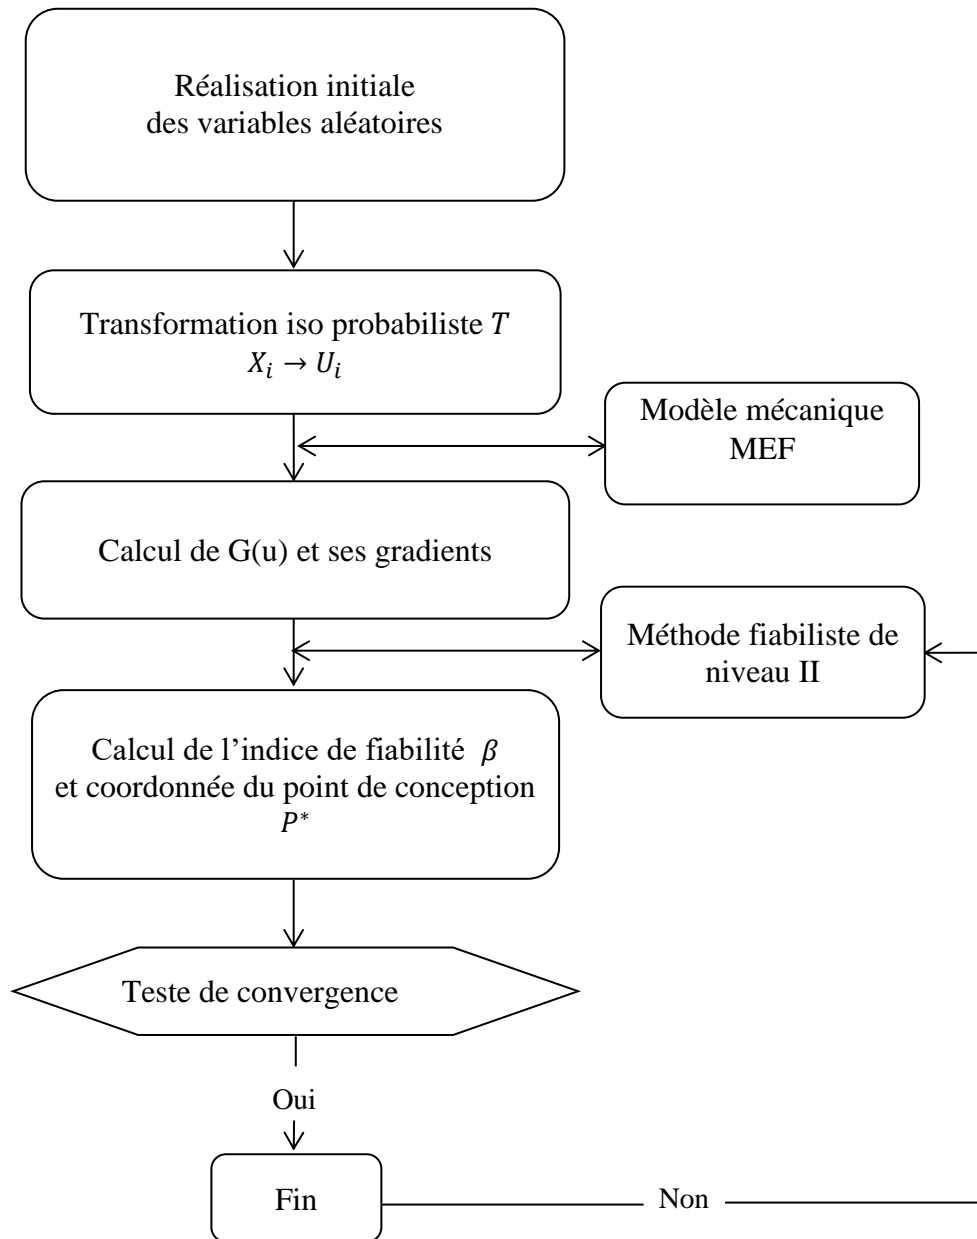 Réalisation initiale
des variables aléatoires
Transformation iso probabiliste T
Xᵢ → Uᵢ
Modèle mécanique
MEF
Calcul de G(u) et ses gradients
Méthode fiabiliste de
niveau II
Calcul de l’indice de fiabilité β
et coordonnée du point de conception
P*
Teste de convergence
Oui
Fin
Non